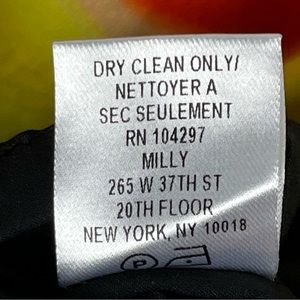 DRY CLEAN ONLY/
NETTOYER A
SEC SEULEMENT
RN 104297
MILLY
265 W 37TH ST
20TH FLOOR
NEW YORK, NY 10018
P